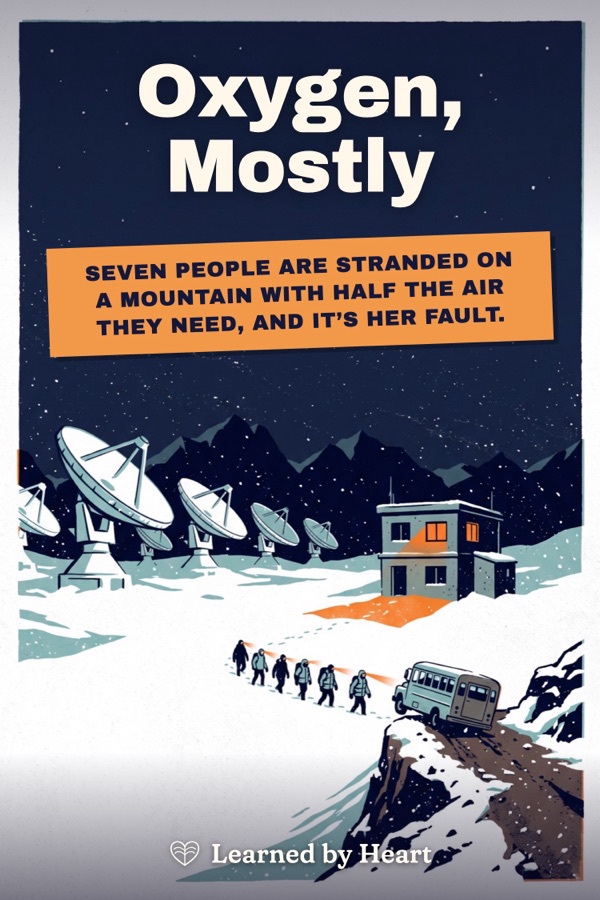 Oxygen,
Mostly
SEVEN PEOPLE ARE STRANDED ON
A MOUNTAIN WITH HALF THE AIR
THEY NEED, AND IT’S HER FAULT.
Learned by Heart